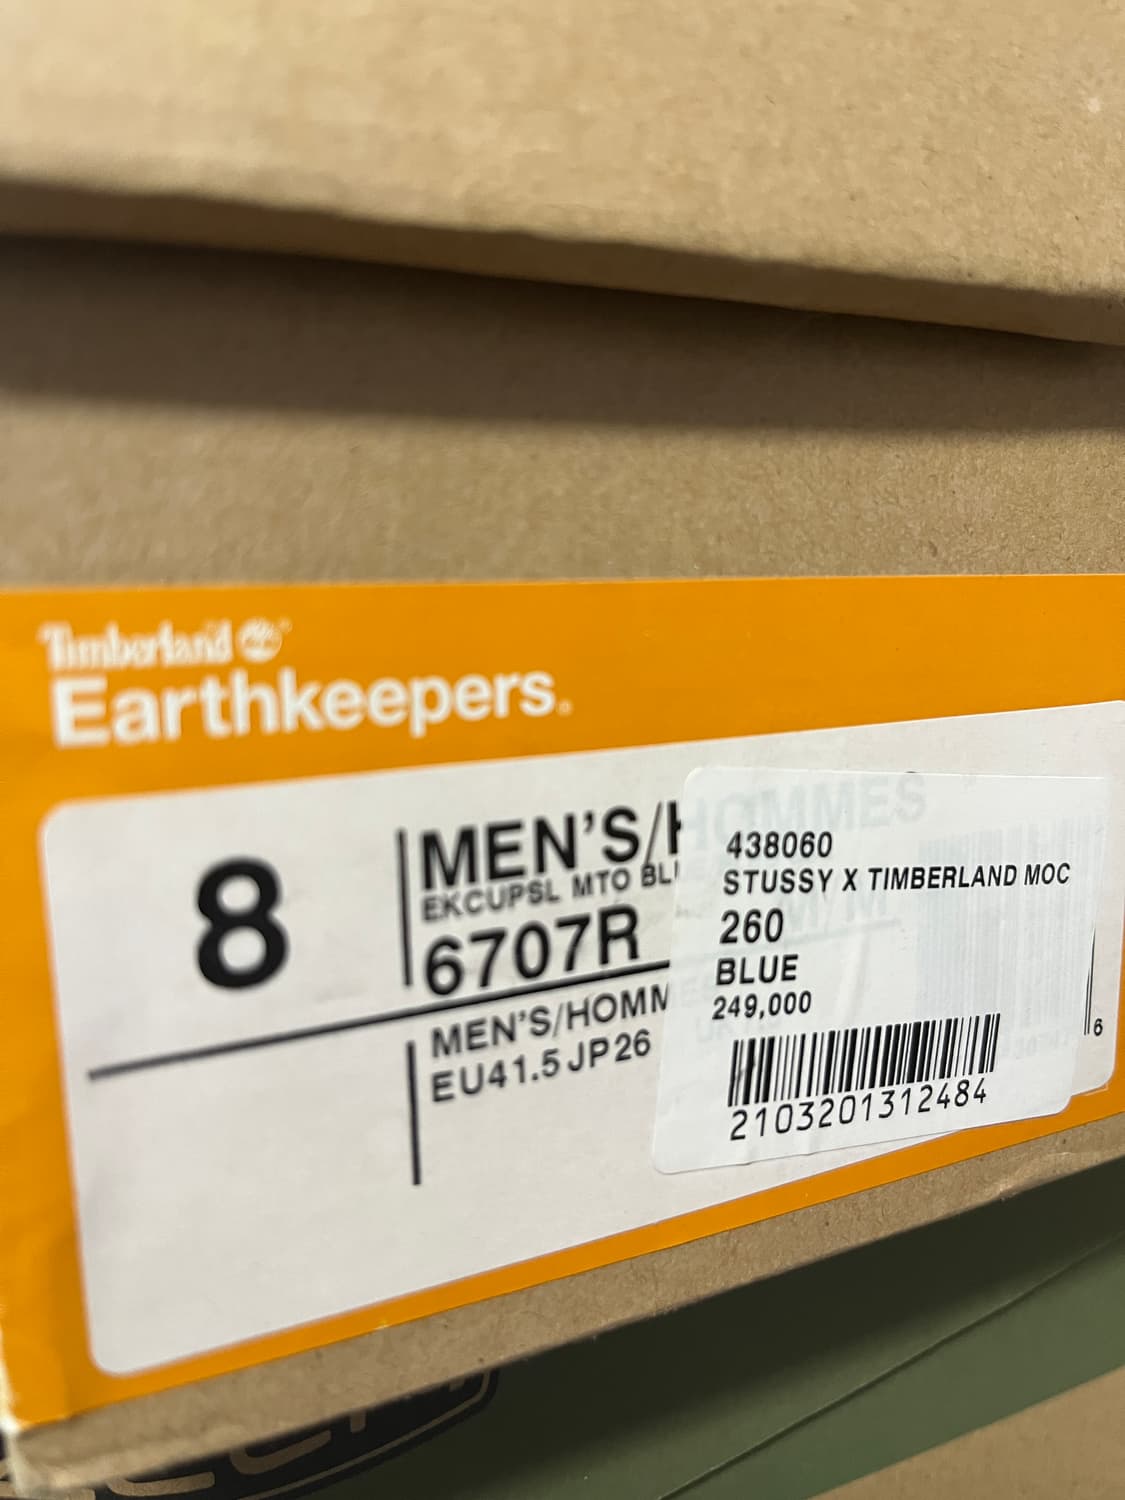 Timberland
Earthkeepers.
8
MEN'S/HOMMES
EKCUPSL MTO BLU
6707R
M/M
MEN'S/HOMM
EU41.5 JP26
438060
STUSSY X TIMBERLAND MOC
260
BLUE
249,000
2103201312484
6